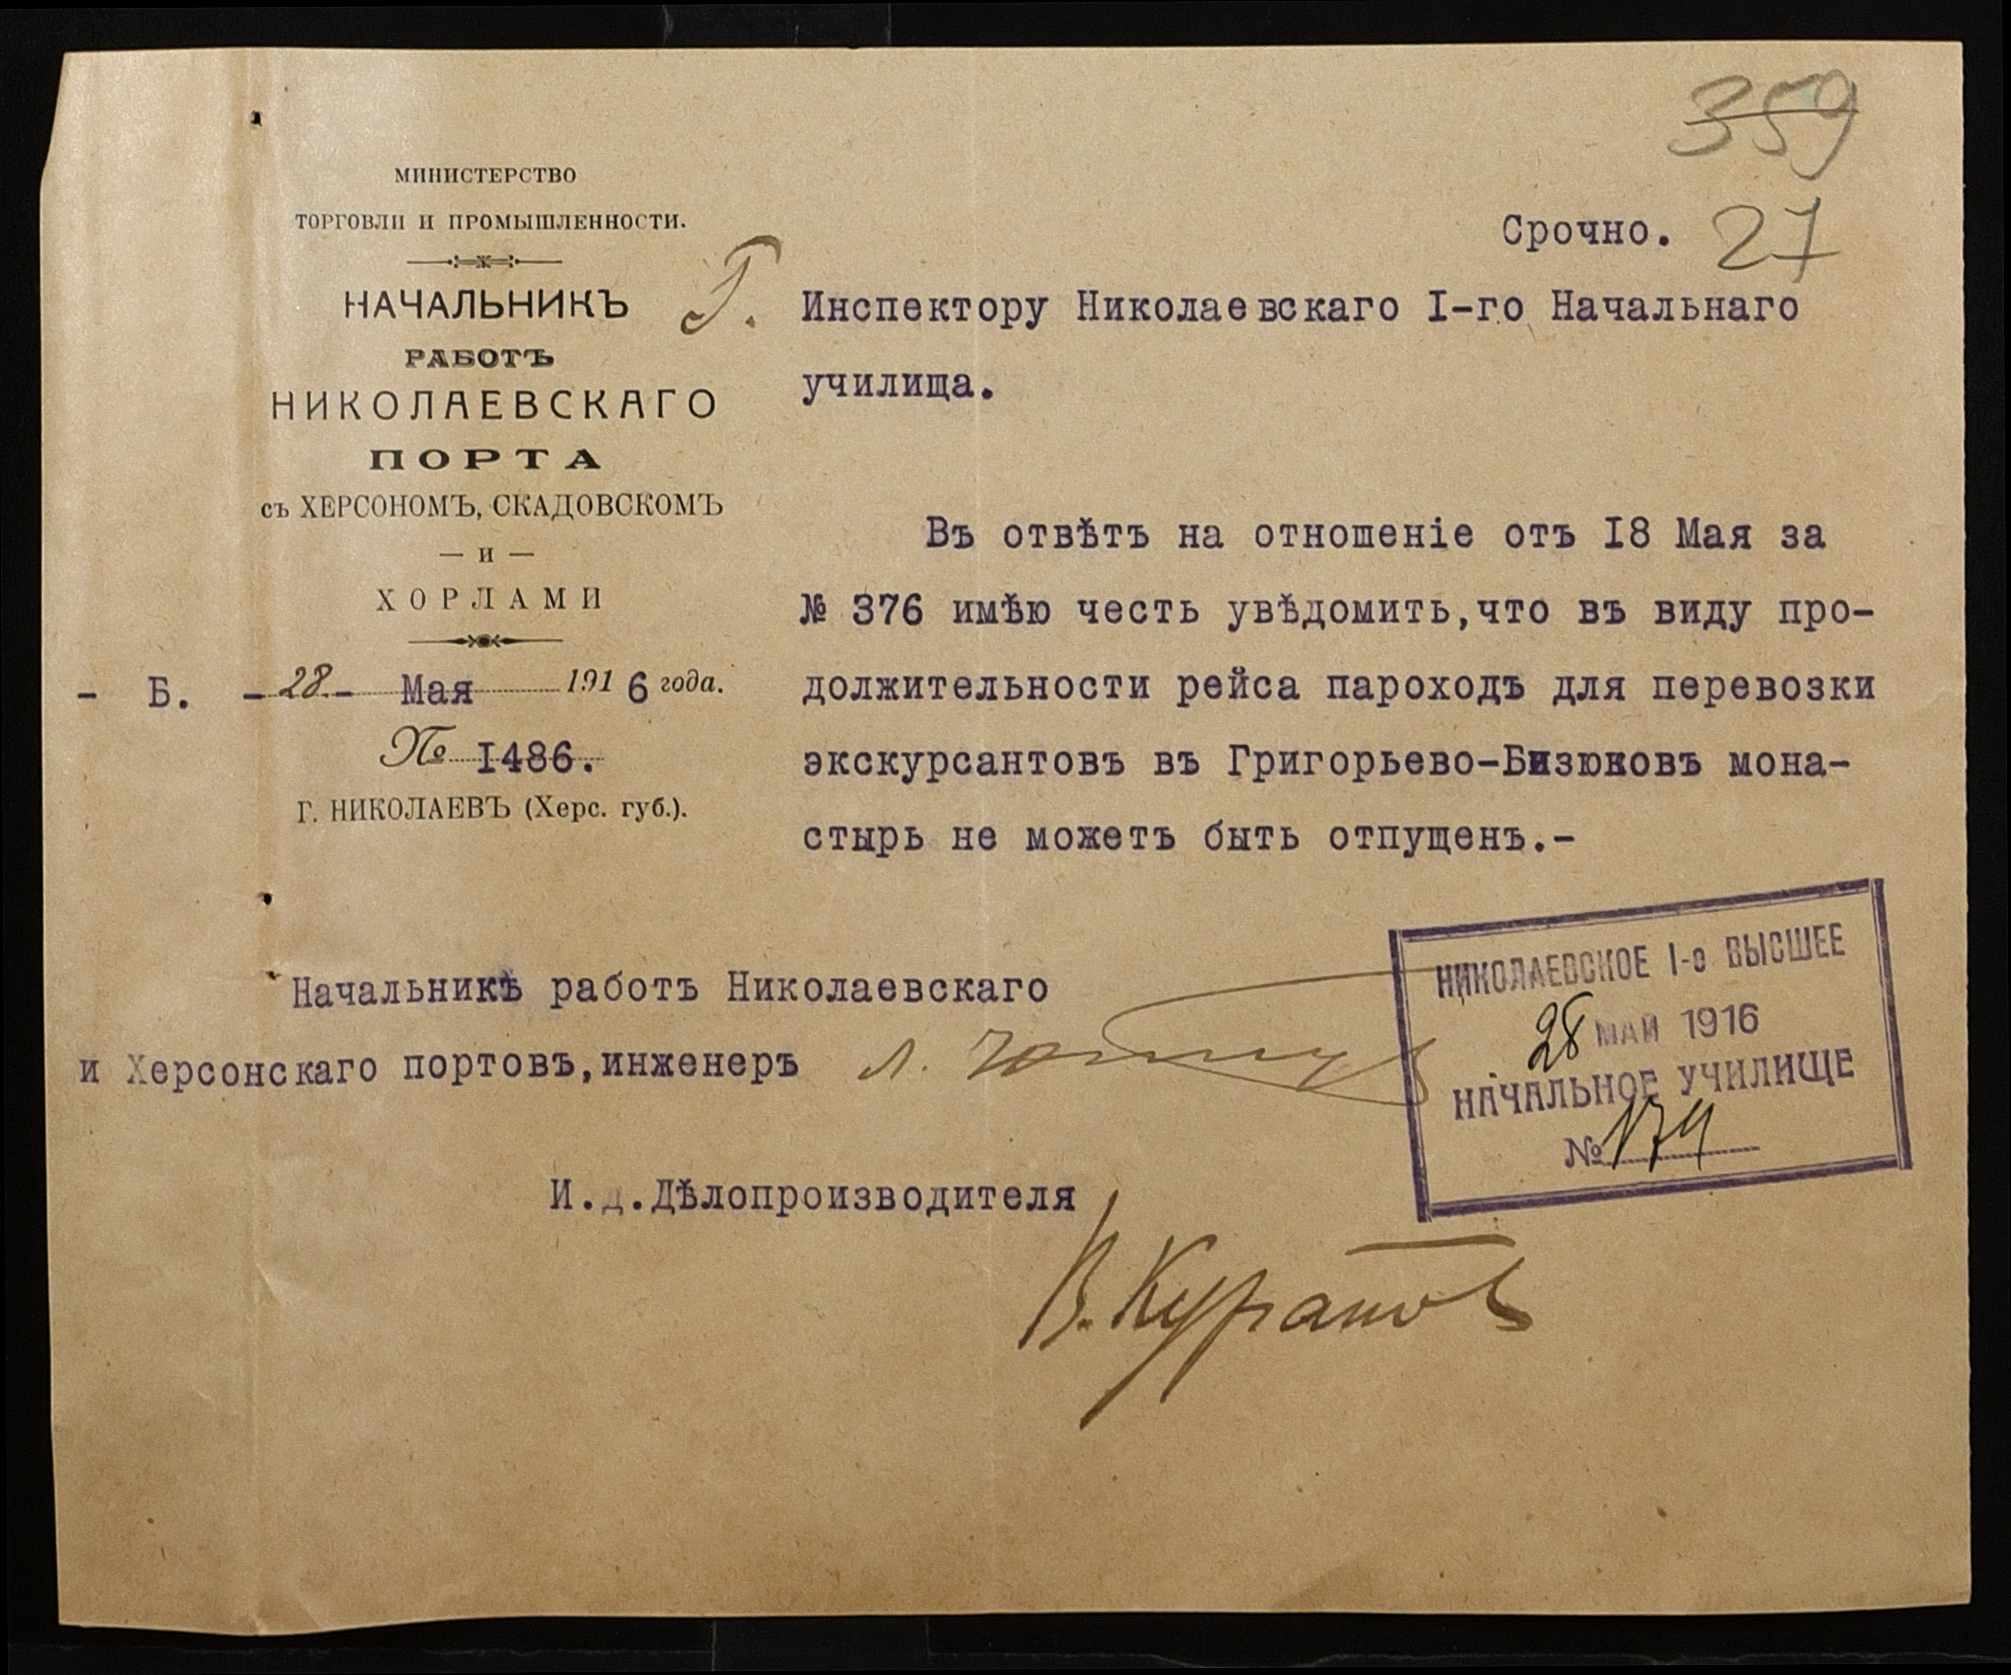 359
27
МИНИСТЕРСТВО
ТОРГОВЛИ И ПРОМЫШЛЕННОСТИ.
НАЧАЛЬНИКЪ
РАБОТЪ
НИКОЛАЕВСКАГО
ПОРТА
съ ХЕРСОНОМЪ, СКАДОВСКОМЪ
— и —
ХОРЛАМИ
- Б. - 28 - Мая 1916 года.
№ I486.
Г. НИКОЛАЕВЪ (Херс. губ.).
Срочно.
Г. Инспектору Николаевскаго I-го Начальнаго
училища.
Въ отвѣтъ на отношеніе отъ I8 Мая за
№ 376 имѣю честь увѣдомить,что въ виду про-
должительности рейса пароходъ для перевозки
экскурсантовъ въ Григорьево-Бизюковъ мона-
стырь не можетъ быть отпущенъ.-
Начальникъ работъ Николаевскаго
и Херсонскаго портовъ,инженеръ Л.
И.д.Дѣлопроизводителя
В. Куратов
НИКОЛАЕВСКОЕ I-е ВЫСШЕЕ
28 МАЙ 1916
НАЧАЛЬНОЕ УЧИЛИЩЕ
№ 174